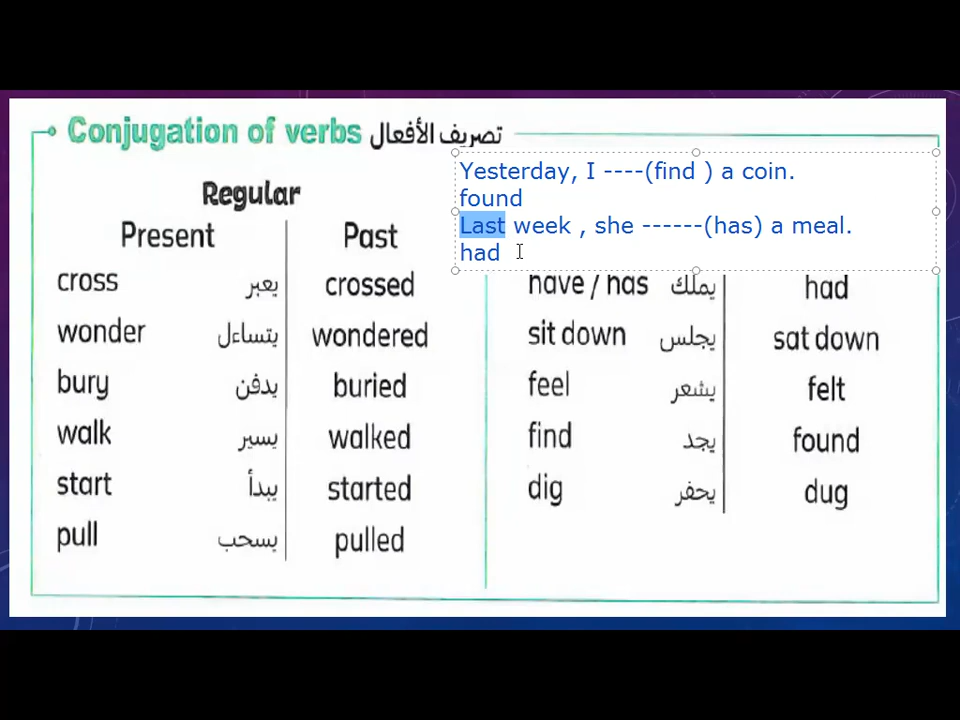 Conjugation of verbs تصريف الأفعال
Yesterday, I ----(find ) a coin.
found
Last week , she ------(has) a meal.
had
Regular
Present Past
cross يعبر crossed
wonder يتساءل wondered
bury يدفن buried
walk يسير walked
start يبدأ started
pull يسحب pulled
have / has يملك had
sit down يجلس sat down
feel يشعر felt
find يجد found
dig يحفر dug